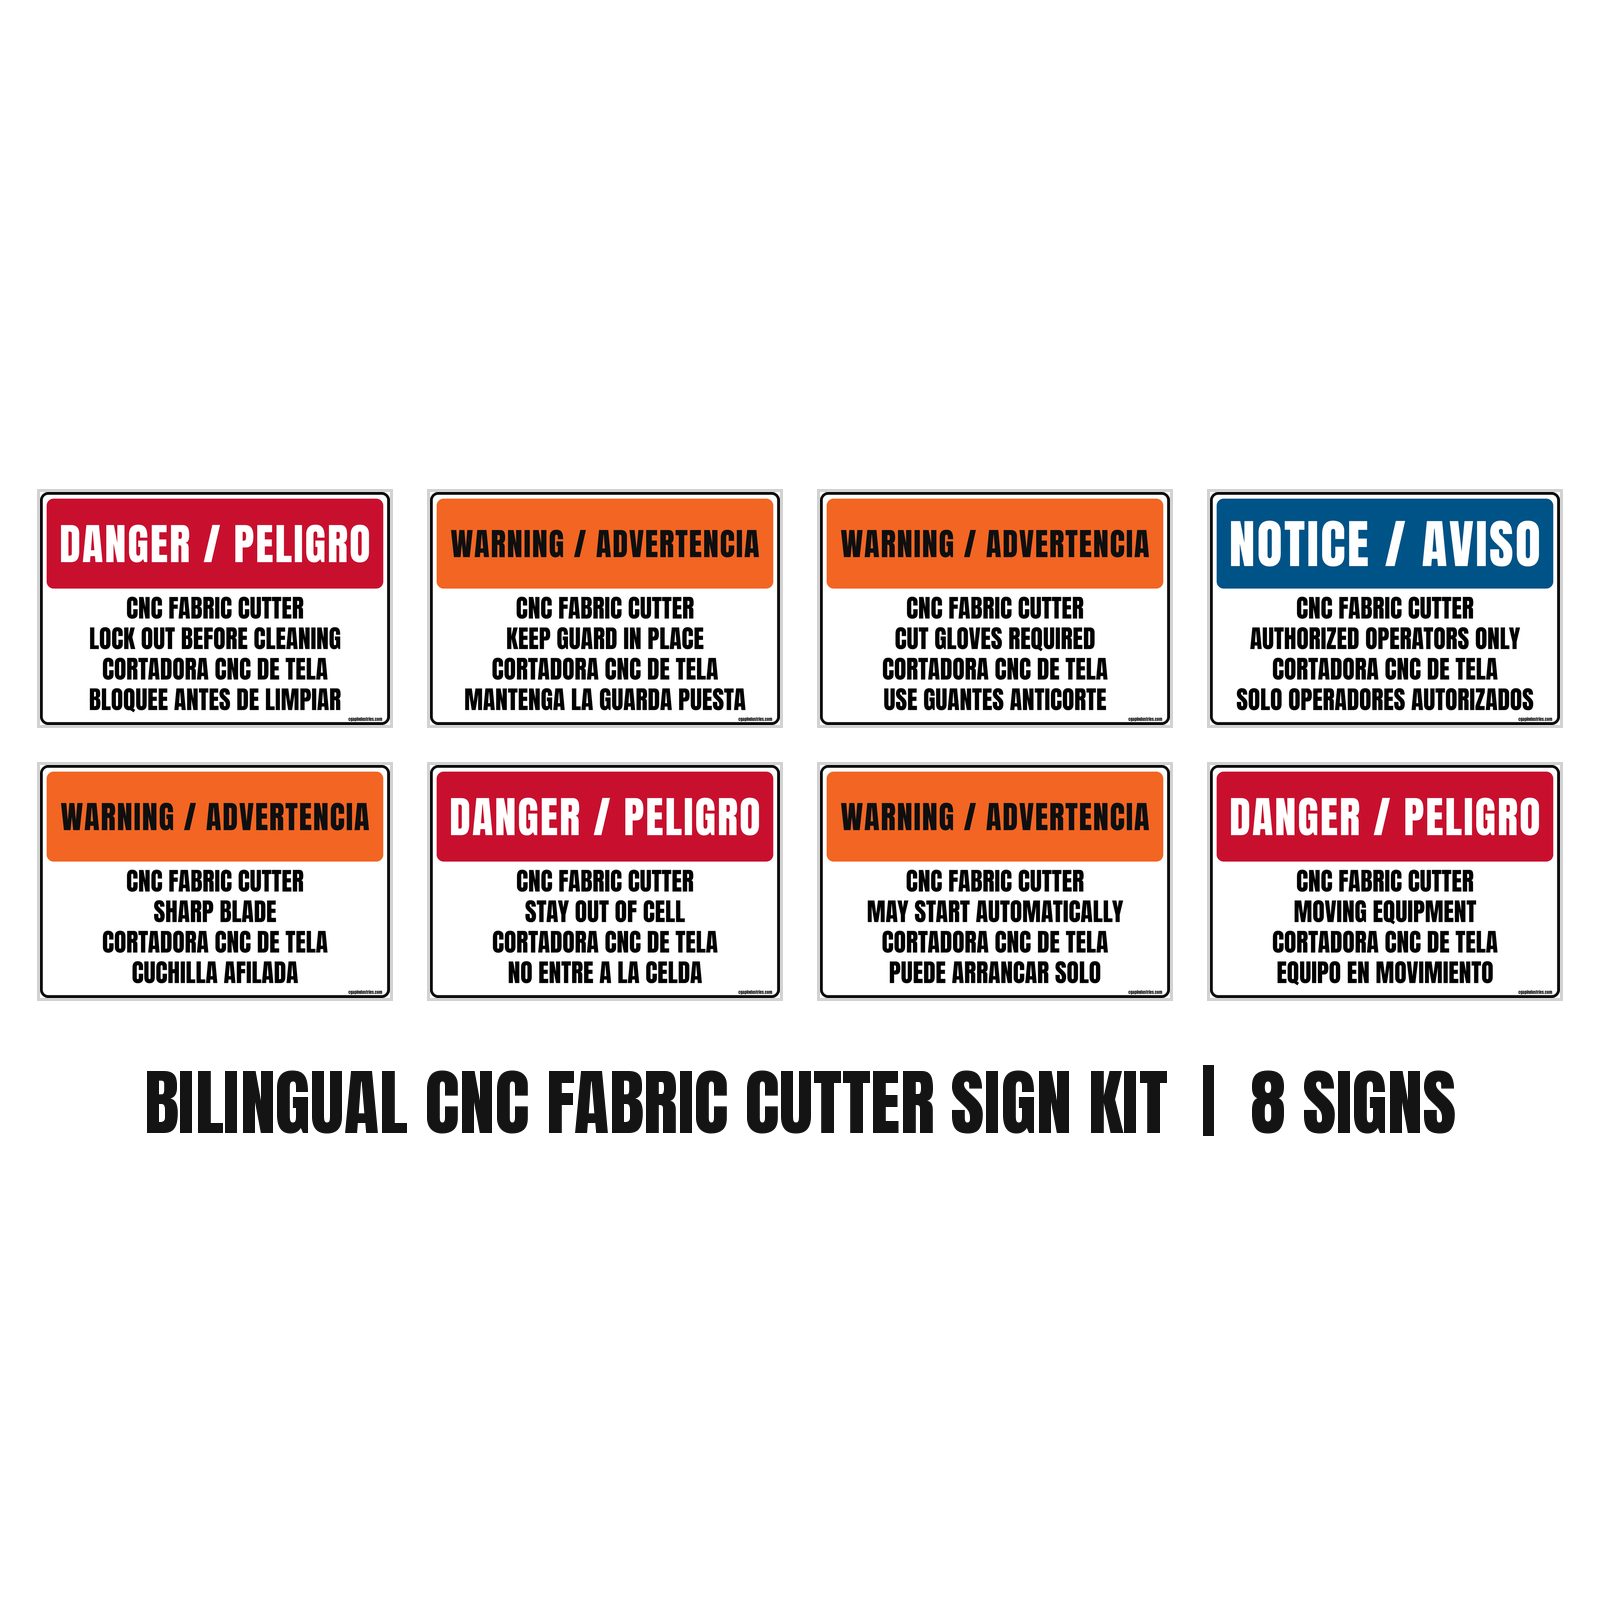 DANGER / PELIGRO
CNC FABRIC CUTTER
LOCK OUT BEFORE CLEANING
CORTADORA CNC DE TELA
BLOQUEE ANTES DE LIMPIAR
WARNING / ADVERTENCIA
CNC FABRIC CUTTER
KEEP GUARD IN PLACE
CORTADORA CNC DE TELA
MANTENGA LA GUARDA PUESTA
WARNING / ADVERTENCIA
CNC FABRIC CUTTER
CUT GLOVES REQUIRED
CORTADORA CNC DE TELA
USE GUANTES ANTICORTE
NOTICE / AVISO
CNC FABRIC CUTTER
AUTHORIZED OPERATORS ONLY
CORTADORA CNC DE TELA
SOLO OPERADORES AUTORIZADOS
WARNING / ADVERTENCIA
CNC FABRIC CUTTER
SHARP BLADE
CORTADORA CNC DE TELA
CUCHILLA AFILADA
DANGER / PELIGRO
CNC FABRIC CUTTER
STAY OUT OF CELL
CORTADORA CNC DE TELA
NO ENTRE A LA CELDA
WARNING / ADVERTENCIA
CNC FABRIC CUTTER
MAY START AUTOMATICALLY
CORTADORA CNC DE TELA
PUEDE ARRANCAR SOLO
DANGER / PELIGRO
CNC FABRIC CUTTER
MOVING EQUIPMENT
CORTADORA CNC DE TELA
EQUIPO EN MOVIMIENTO
BILINGUAL CNC FABRIC CUTTER SIGN KIT | 8 SIGNS